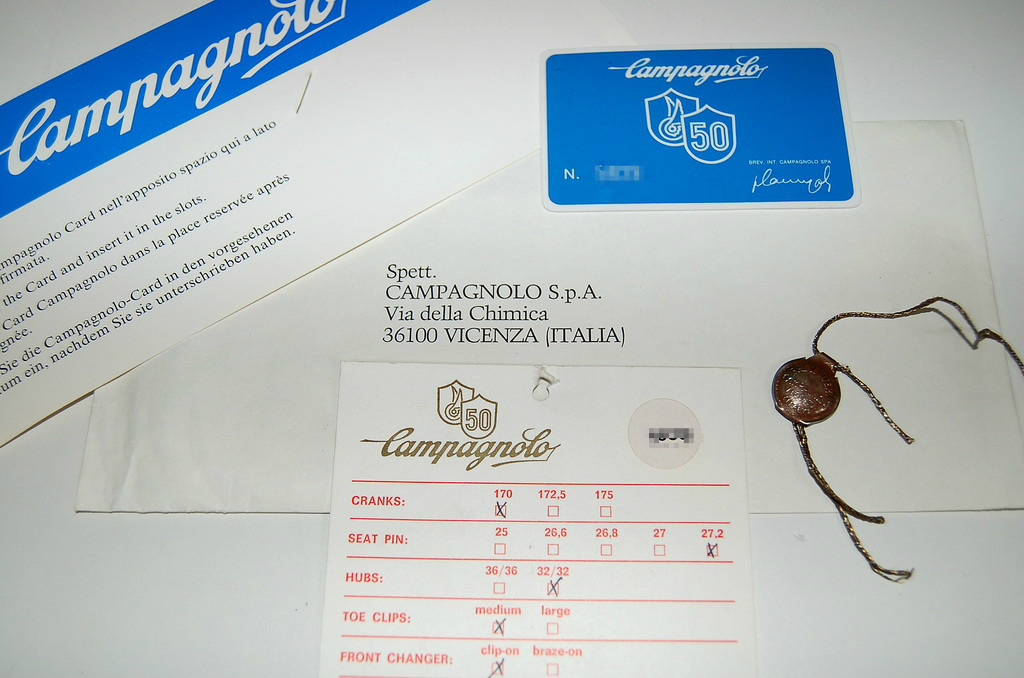 Campagnolo
mpagnolo Card nell'apposito spazio qui a lato
firmata.
the Card and insert it in the slots.
Card Campagnolo dans la place reservée après
gnée.
Sie die Campagnolo-Card in den vorgesehenen
um ein, nachdem Sie sie unterschrieben haben.
Campagnolo
50
BREV. INT. CAMPAGNOLO SPA
N.
Spett.
CAMPAGNOLO S.p.A.
Via della Chimica
36100 VICENZA (ITALIA)
50
Campagnolo
170 172,5 175
CRANKS:
25 26,6 26,8 27 27,2
SEAT PIN:
36/36 32/32
HUBS:
medium large
TOE CLIPS:
clip-on braze-on
FRONT CHANGER: